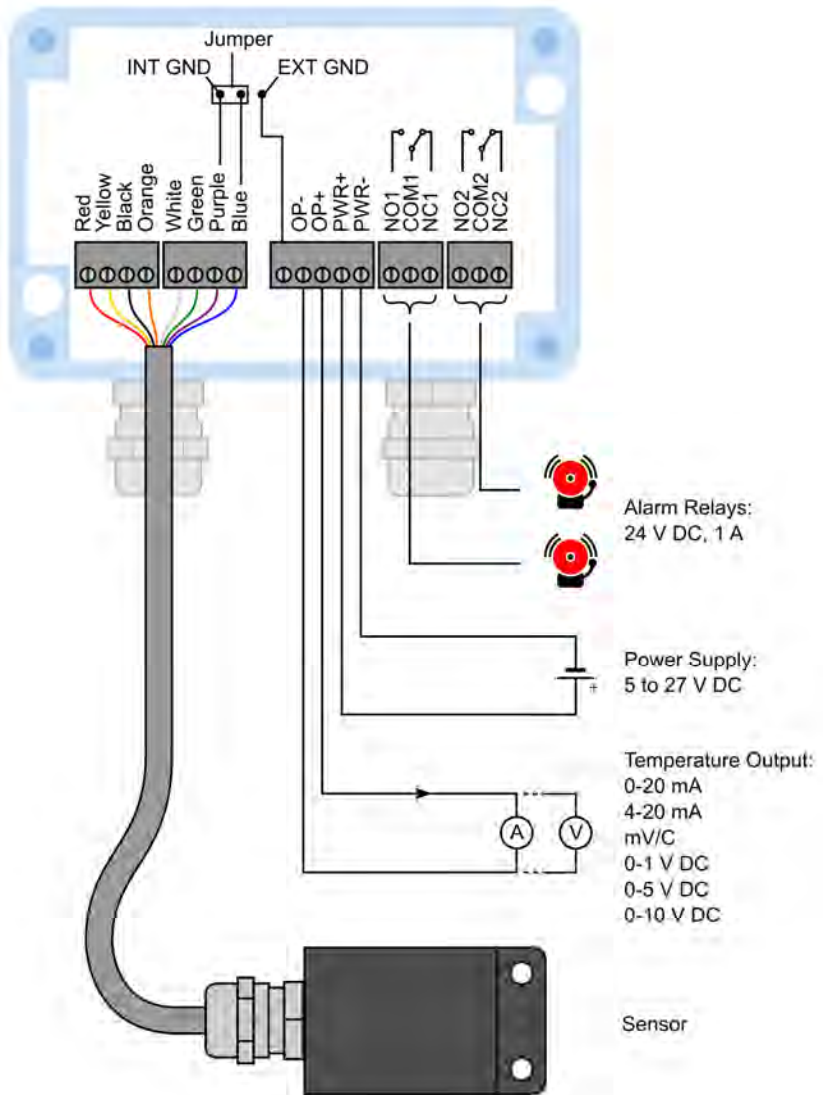 Jumper
INT GND
EXT GND
Red
Yellow
Black
Orange
White
Green
Purple
Blue
OP-
OP+
PWR+
PWR-
NO1
COM1
NC1
NO2
COM2
NC2
Alarm Relays:
24 V DC, 1 A
Power Supply:
5 to 27 V DC
+
Temperature Output:
0-20 mA
4-20 mA
mV/C
0-1 V DC
0-5 V DC
0-10 V DC
A
V
Sensor